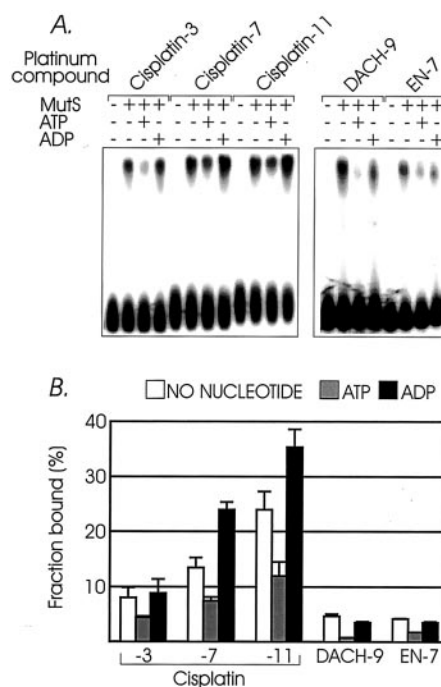 A.
Platinum compound Cisplatin-3 Cisplatin-7 Cisplatin-11 DACH-9 EN-7
MutS - + + + - + + + - + + + - + + + - + + +
ATP - - + - - - + - - - + - - - + - - - + -
ADP - - - + - - - + - - - + - - - + - - - +
B.
NO NUCLEOTIDE ATP ADP
Fraction bound (%)
40
30
20
10
-3 -7 -11 DACH-9 EN-7
Cisplatin